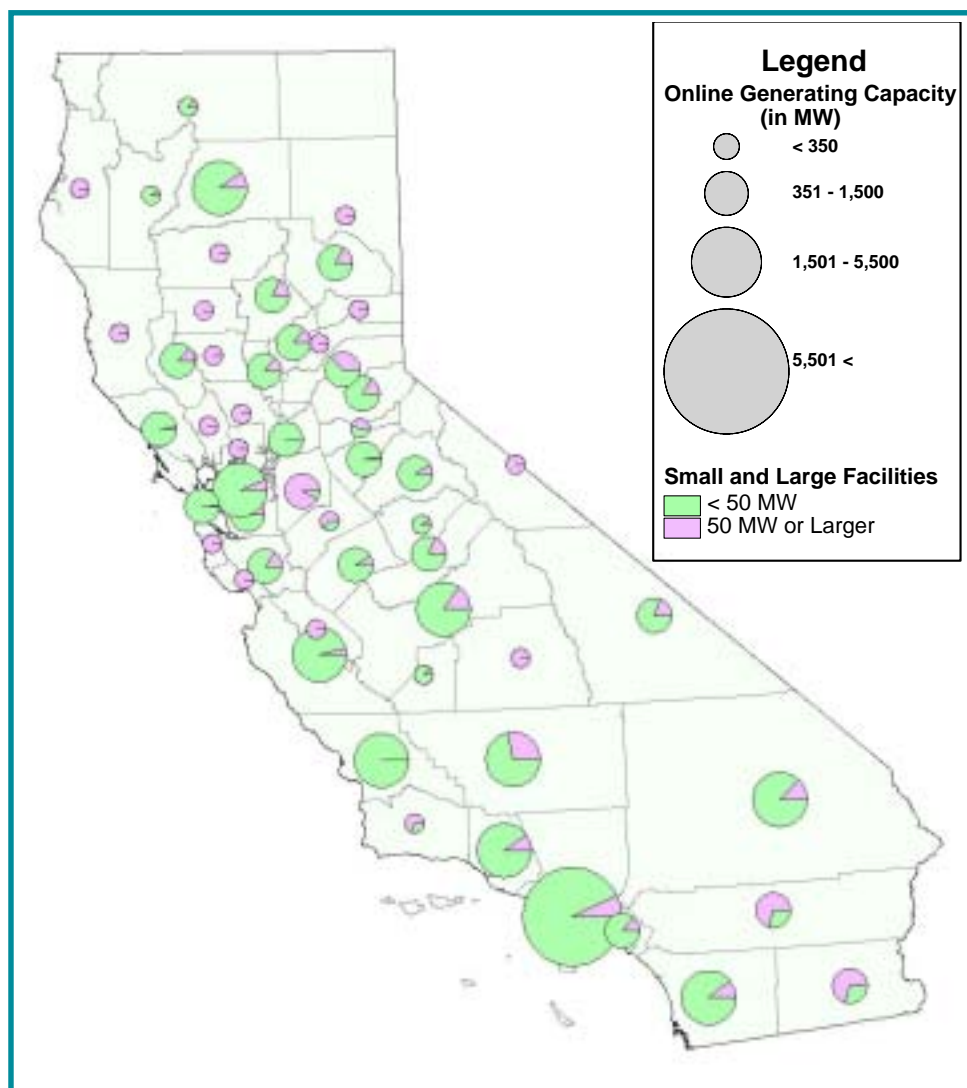 Legend
Online Generating Capacity
(in MW)
< 350
351 - 1,500
1,501 - 5,500
5,501 <
Small and Large Facilities
< 50 MW
50 MW or Larger